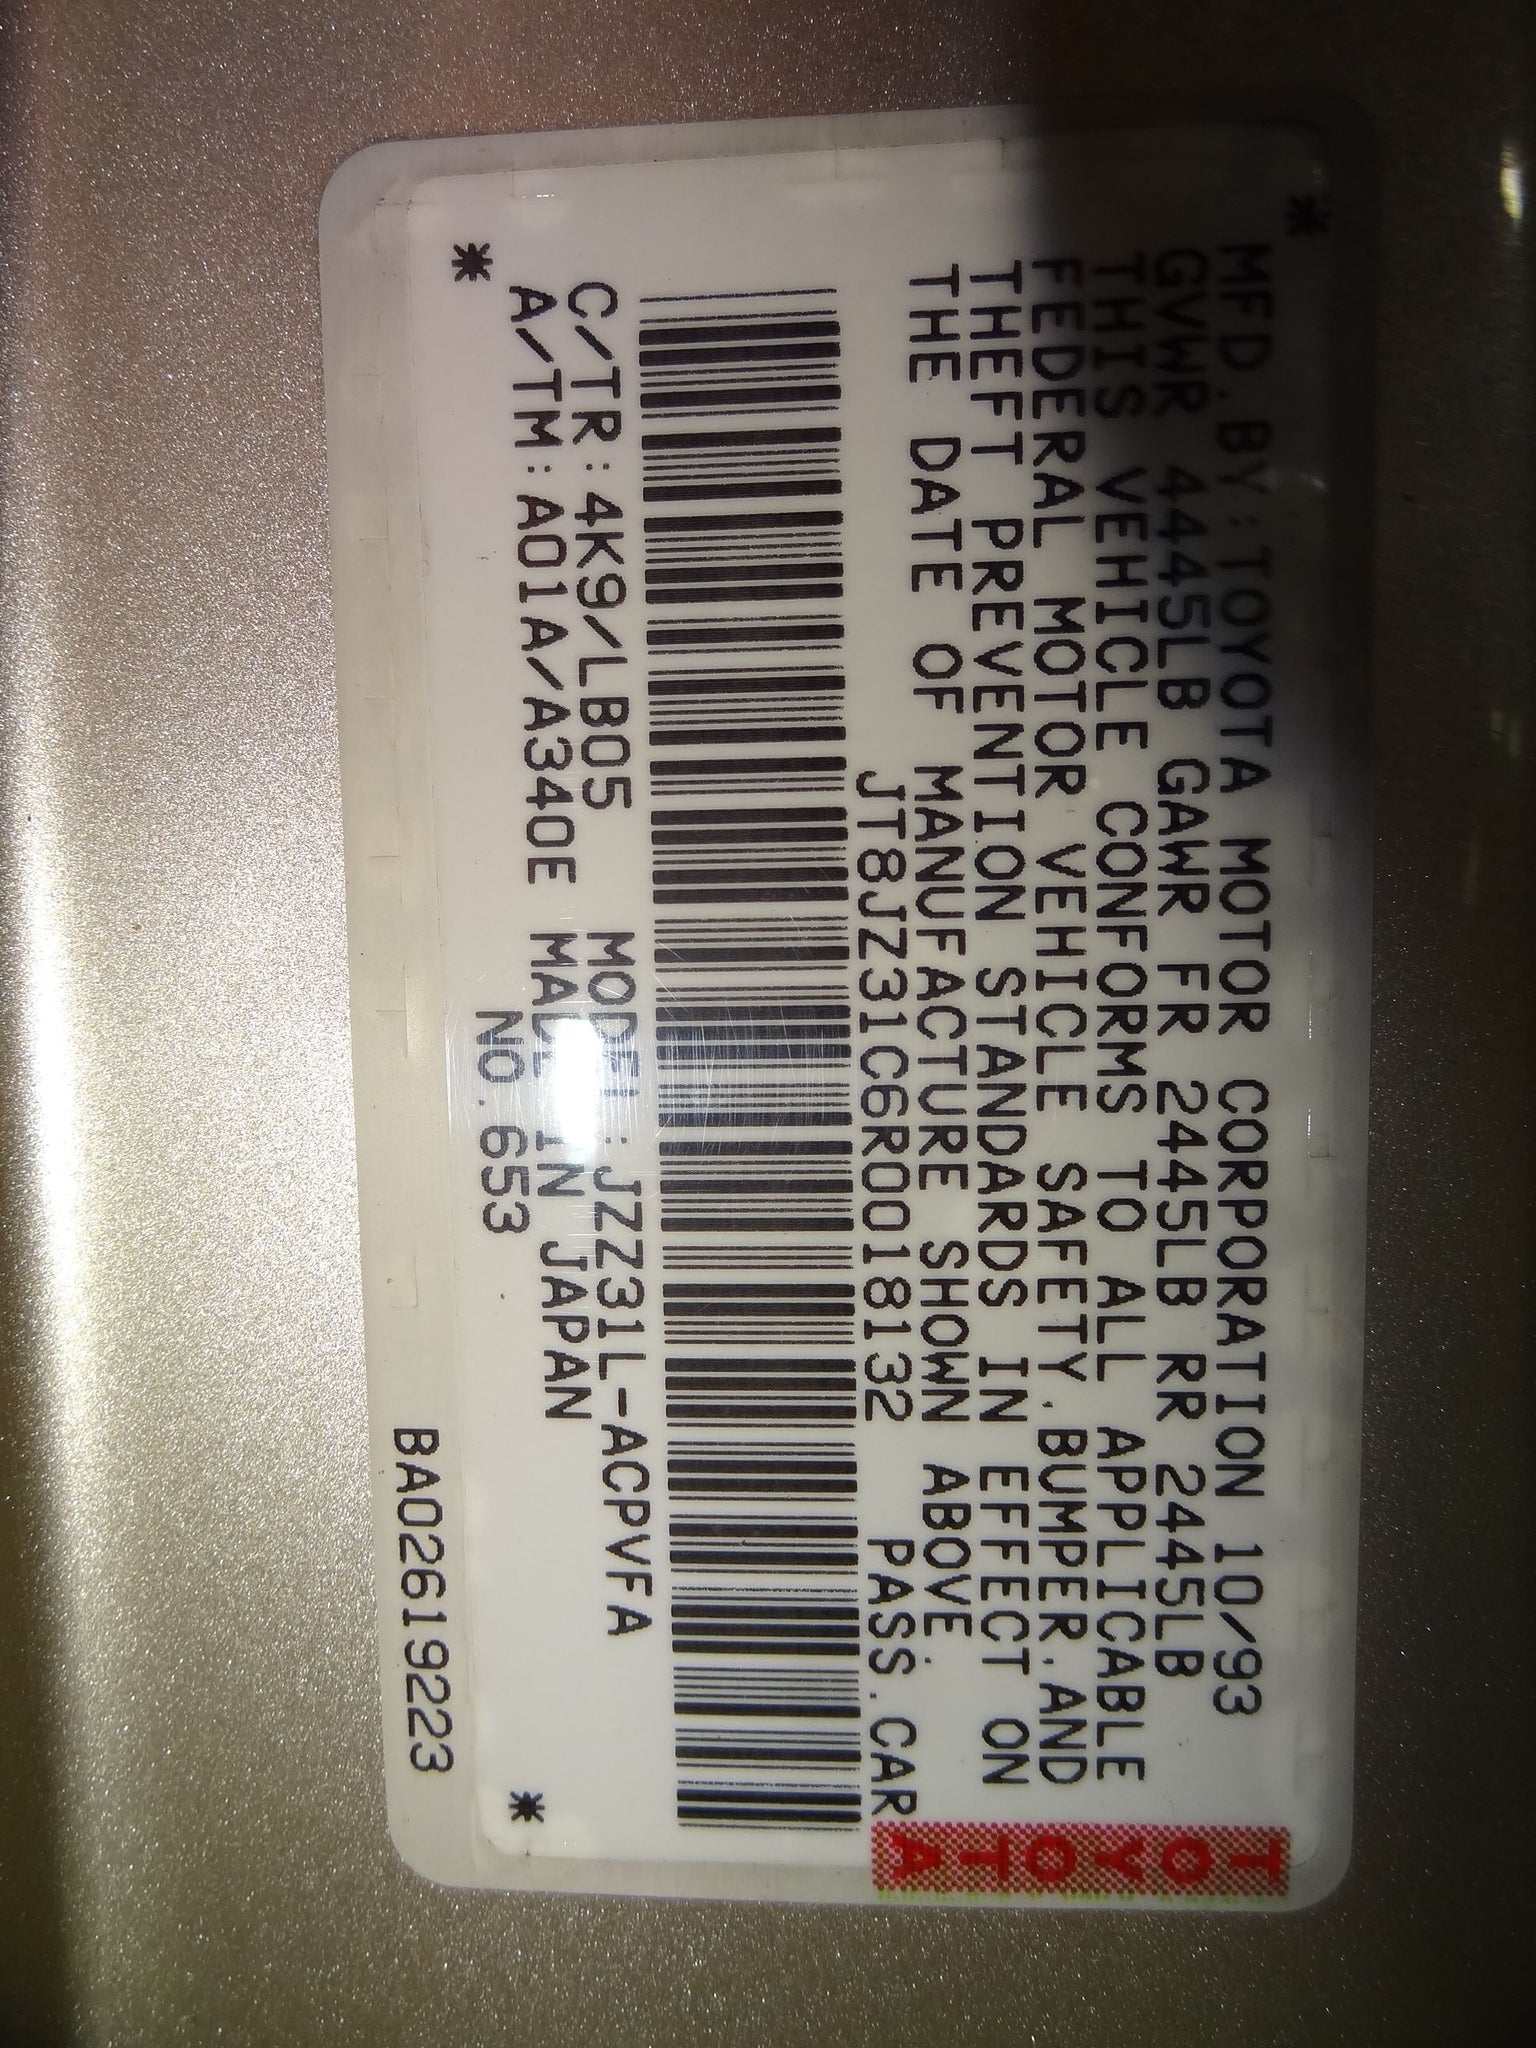 *
MFD. BY: TOYOTA MOTOR CORPORATION 10/93
GVWR 4445LB GAWR FR 2445LB RR 2445LB
THIS VEHICLE CONFORMS TO ALL APPLICABLE
FEDERAL MOTOR VEHICLE SAFETY. BUMPER. AND
THEFT PREVENTION STANDARDS IN EFFECT ON
THE DATE OF MANUFACTURE SHOWN ABOVE.
JT8JZ31C6R0018132 PASS. CAR
TOYOTA
C/TR: 4K9/LB05 MODEL: JZZ31L-ACPVFA
A/TM: A01A/A340E MADE IN JAPAN
* NO. 653 *
BA02619223